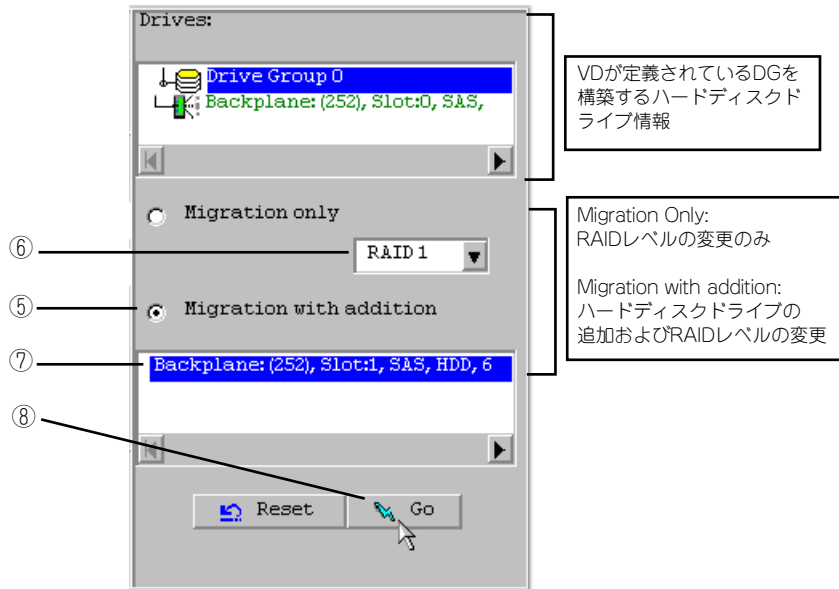 Drives:
Drive Group 0
Backplane: (252), Slot:0, SAS,
VDが定義されているDGを
構築するハードディスクド
ライブ情報
Migration only
⑥
RAID 1
⑤
Migration with addition
Migration Only:
RAIDレベルの変更のみ
Migration with addition:
ハードディスクドライブの
追加およびRAIDレベルの変更
⑦
Backplane: (252), Slot:1, SAS, HDD, 6
⑧
Reset
Go